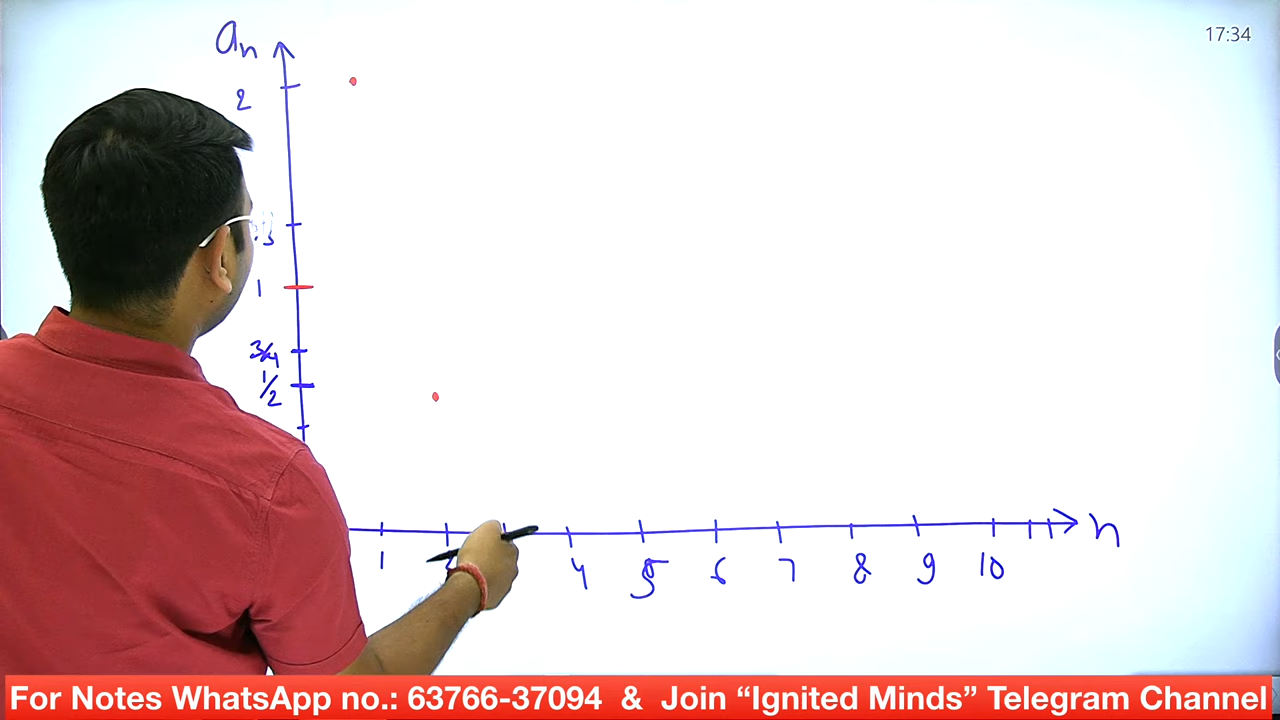 17:34
an
2
1
3/4
1/2
n
1 4 5 6 7 8 9 10
For Notes WhatsApp no.: 63766-37094 & Join “Ignited Minds” Telegram Channel